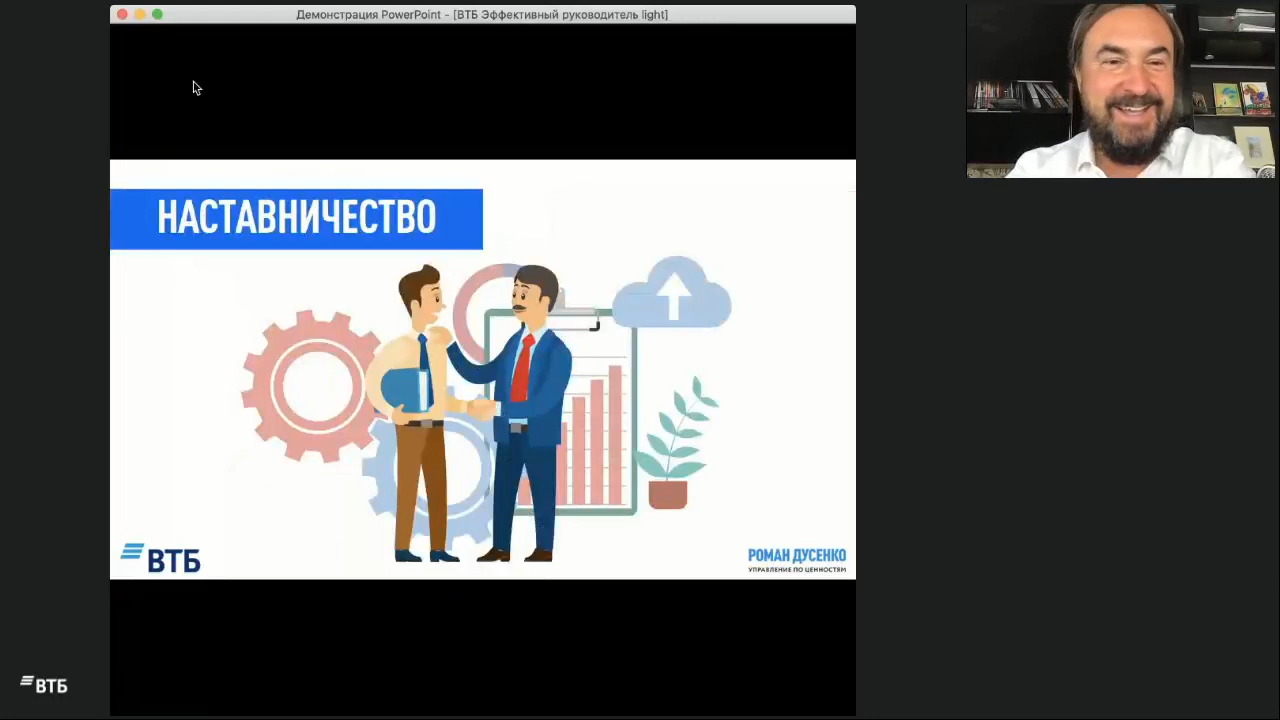 Демонстрация PowerPoint - [ВТБ Эффективный руководитель light]
НАСТАВНИЧЕСТВО
ВТБ
РОМАН ДУСЕНКО
УПРАВЛЕНИЕ ПО ЦЕННОСТЯМ
ВТБ